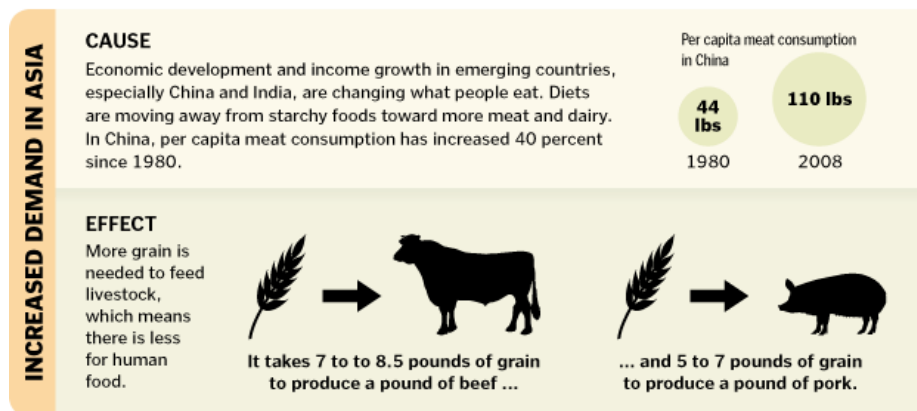 INCREASED DEMAND IN ASIA
CAUSE
Economic development and income growth in emerging countries,
especially China and India, are changing what people eat. Diets
are moving away from starchy foods toward more meat and dairy.
In China, per capita meat consumption has increased 40 percent
since 1980.
Per capita meat consumption
in China
44
lbs
1980
110 lbs
2008
EFFECT
More grain is
needed to feed
livestock,
which means
there is less
for human
food.
It takes 7 to to 8.5 pounds of grain
to produce a pound of beef ...
... and 5 to 7 pounds of grain
to produce a pound of pork.